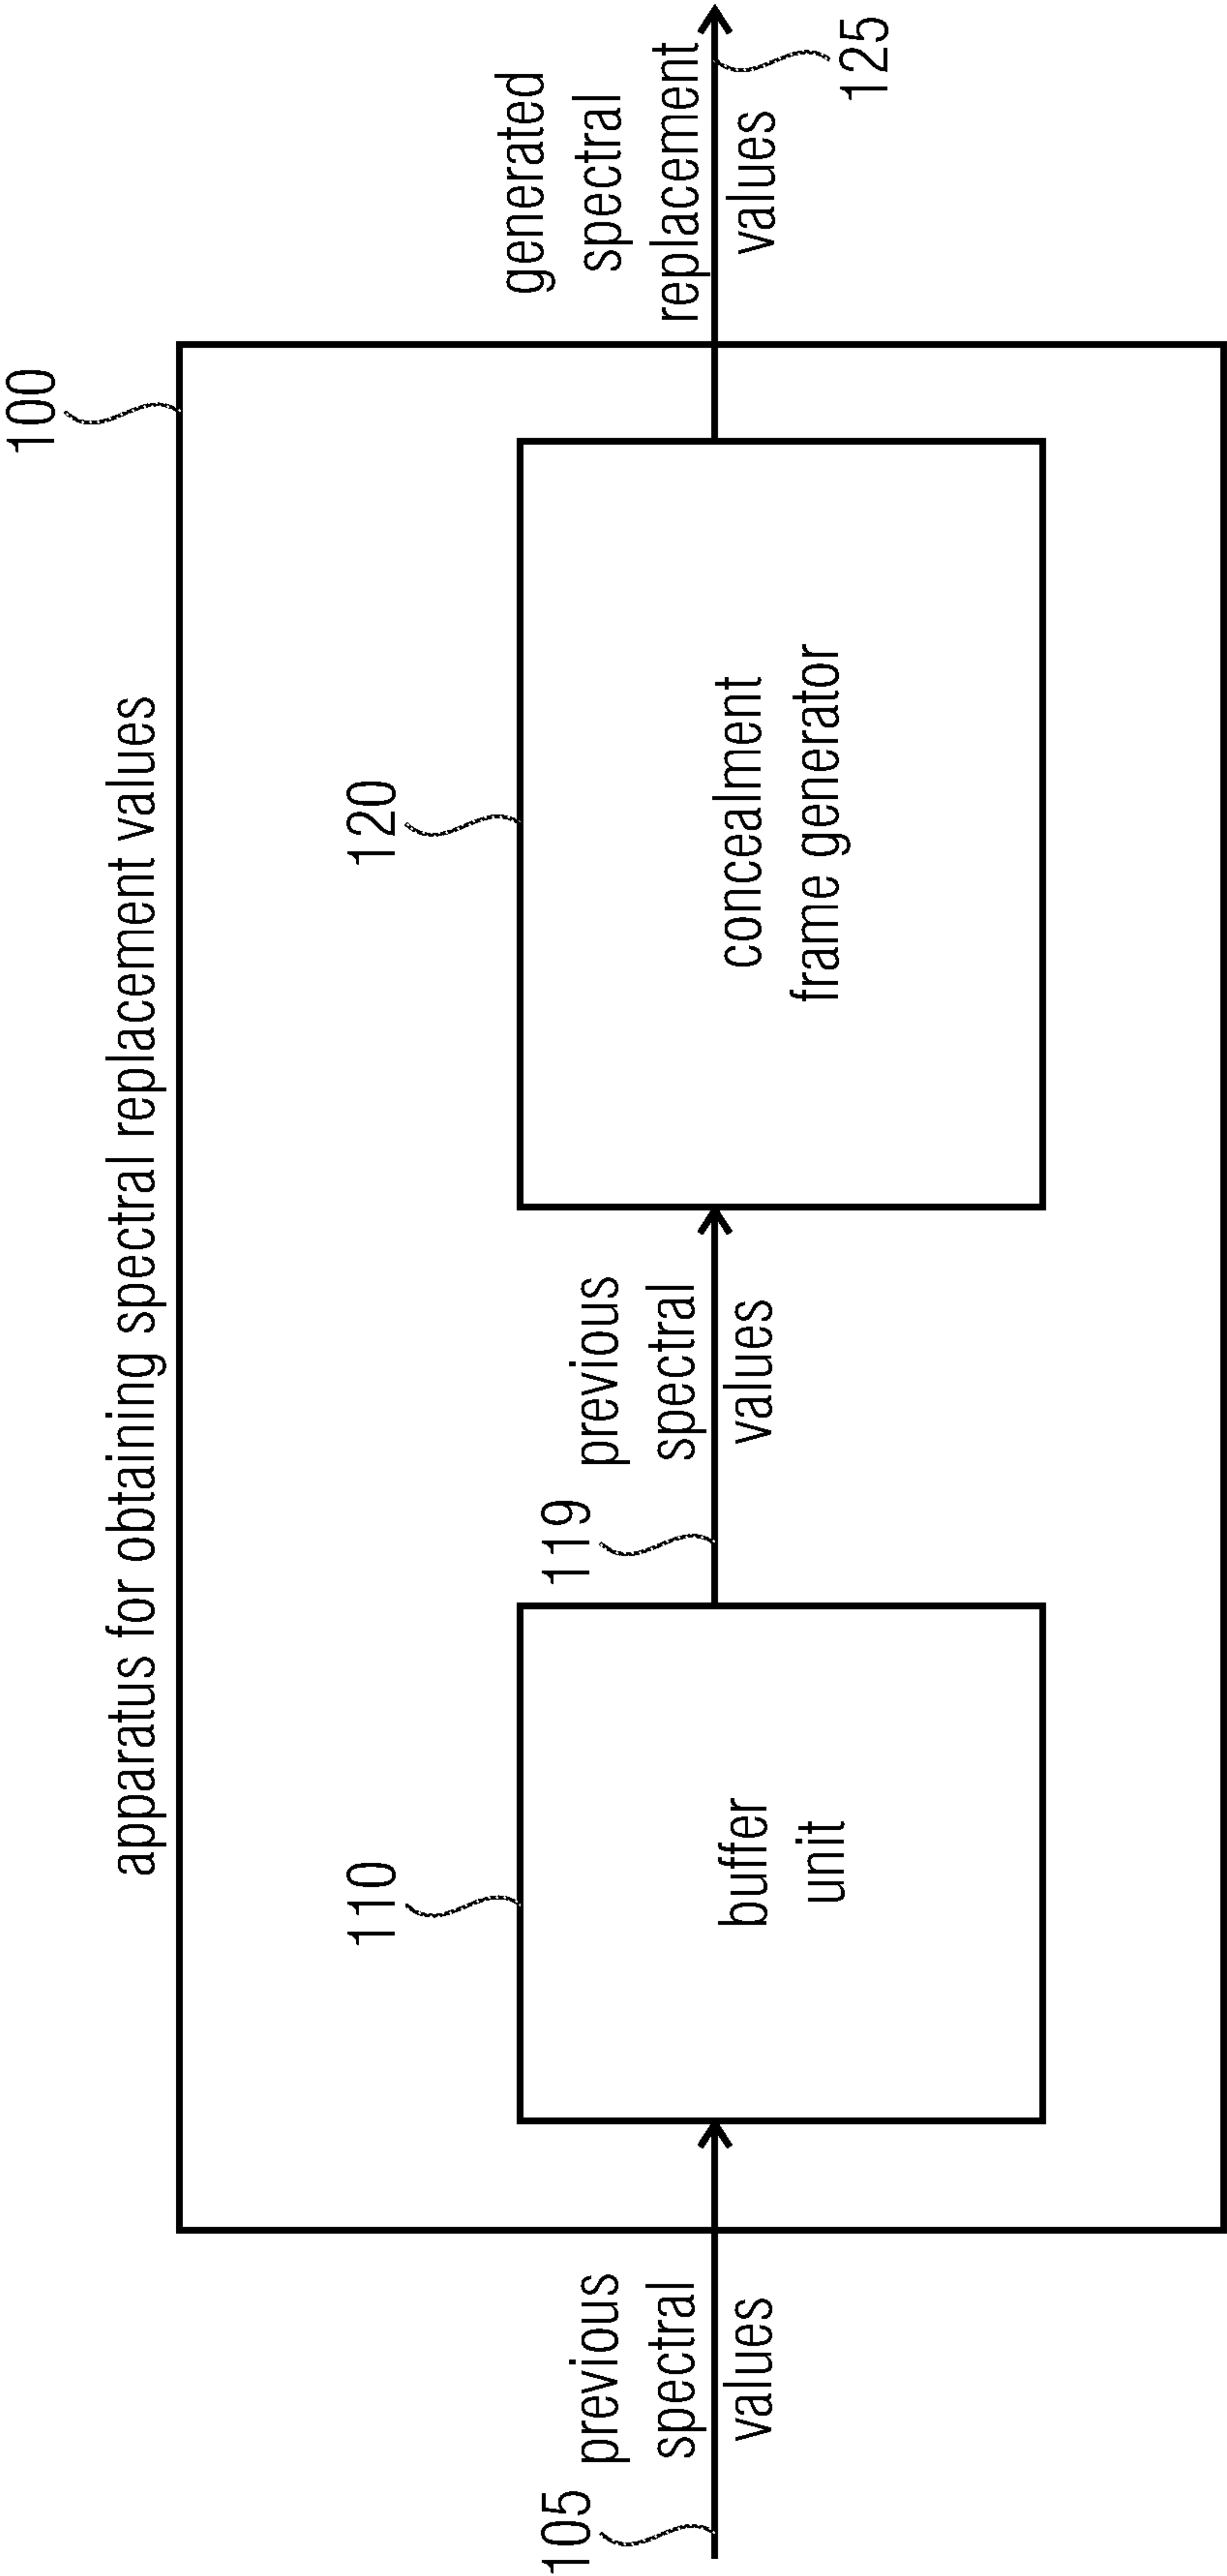 apparatus for obtaining spectral replacement values
100
105
previous
spectral
values
110
buffer
unit
119
previous
spectral
values
120
concealment
frame generator
generated
spectral
replacement
values
125